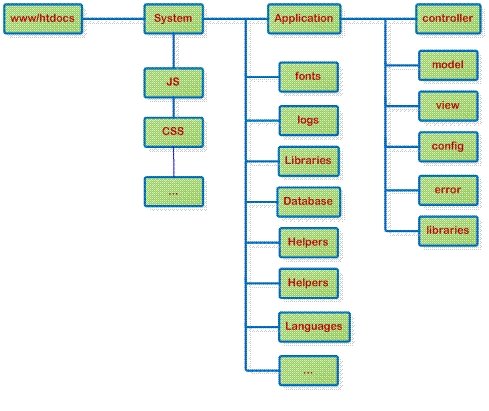 www/htdocs
System
Application
controller
JS
CSS
...
fonts
logs
Libraries
Database
Helpers
Helpers
Languages
...
model
view
config
error
libraries